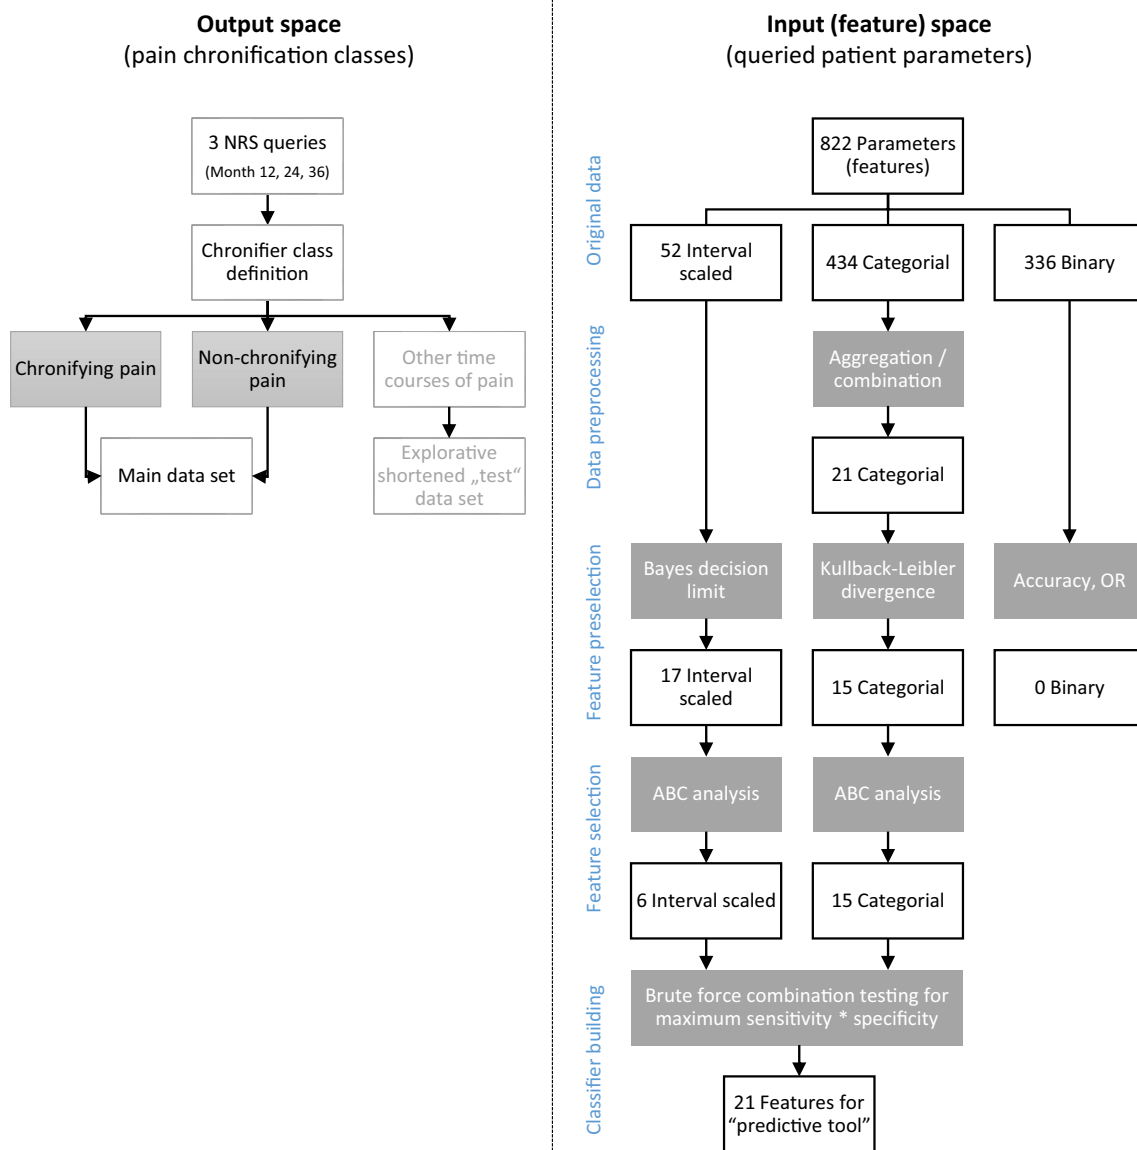 Output space
(pain chronification classes)
3 NRS queries
(Month 12, 24, 36)
Chronifier class
definition
Chronifying pain
Non-chronifying
pain
Other time
courses of pain
Main data set
Explorative
shortened „test“
data set
Input (feature) space
(queried patient parameters)
Original data
822 Parameters
(features)
52 Interval
scaled
434 Categorial
336 Binary
Data preprocessing
Aggregation /
combination
21 Categorial
Feature preselection
Bayes decision
limit
Kullback-Leibler
divergence
Accuracy, OR
17 Interval
scaled
15 Categorial
0 Binary
Feature selection
ABC analysis
ABC analysis
6 Interval scaled
15 Categorial
Classifier building
Brute force combination testing for
maximum sensitivity * specificity
21 Features for
“predictive tool”